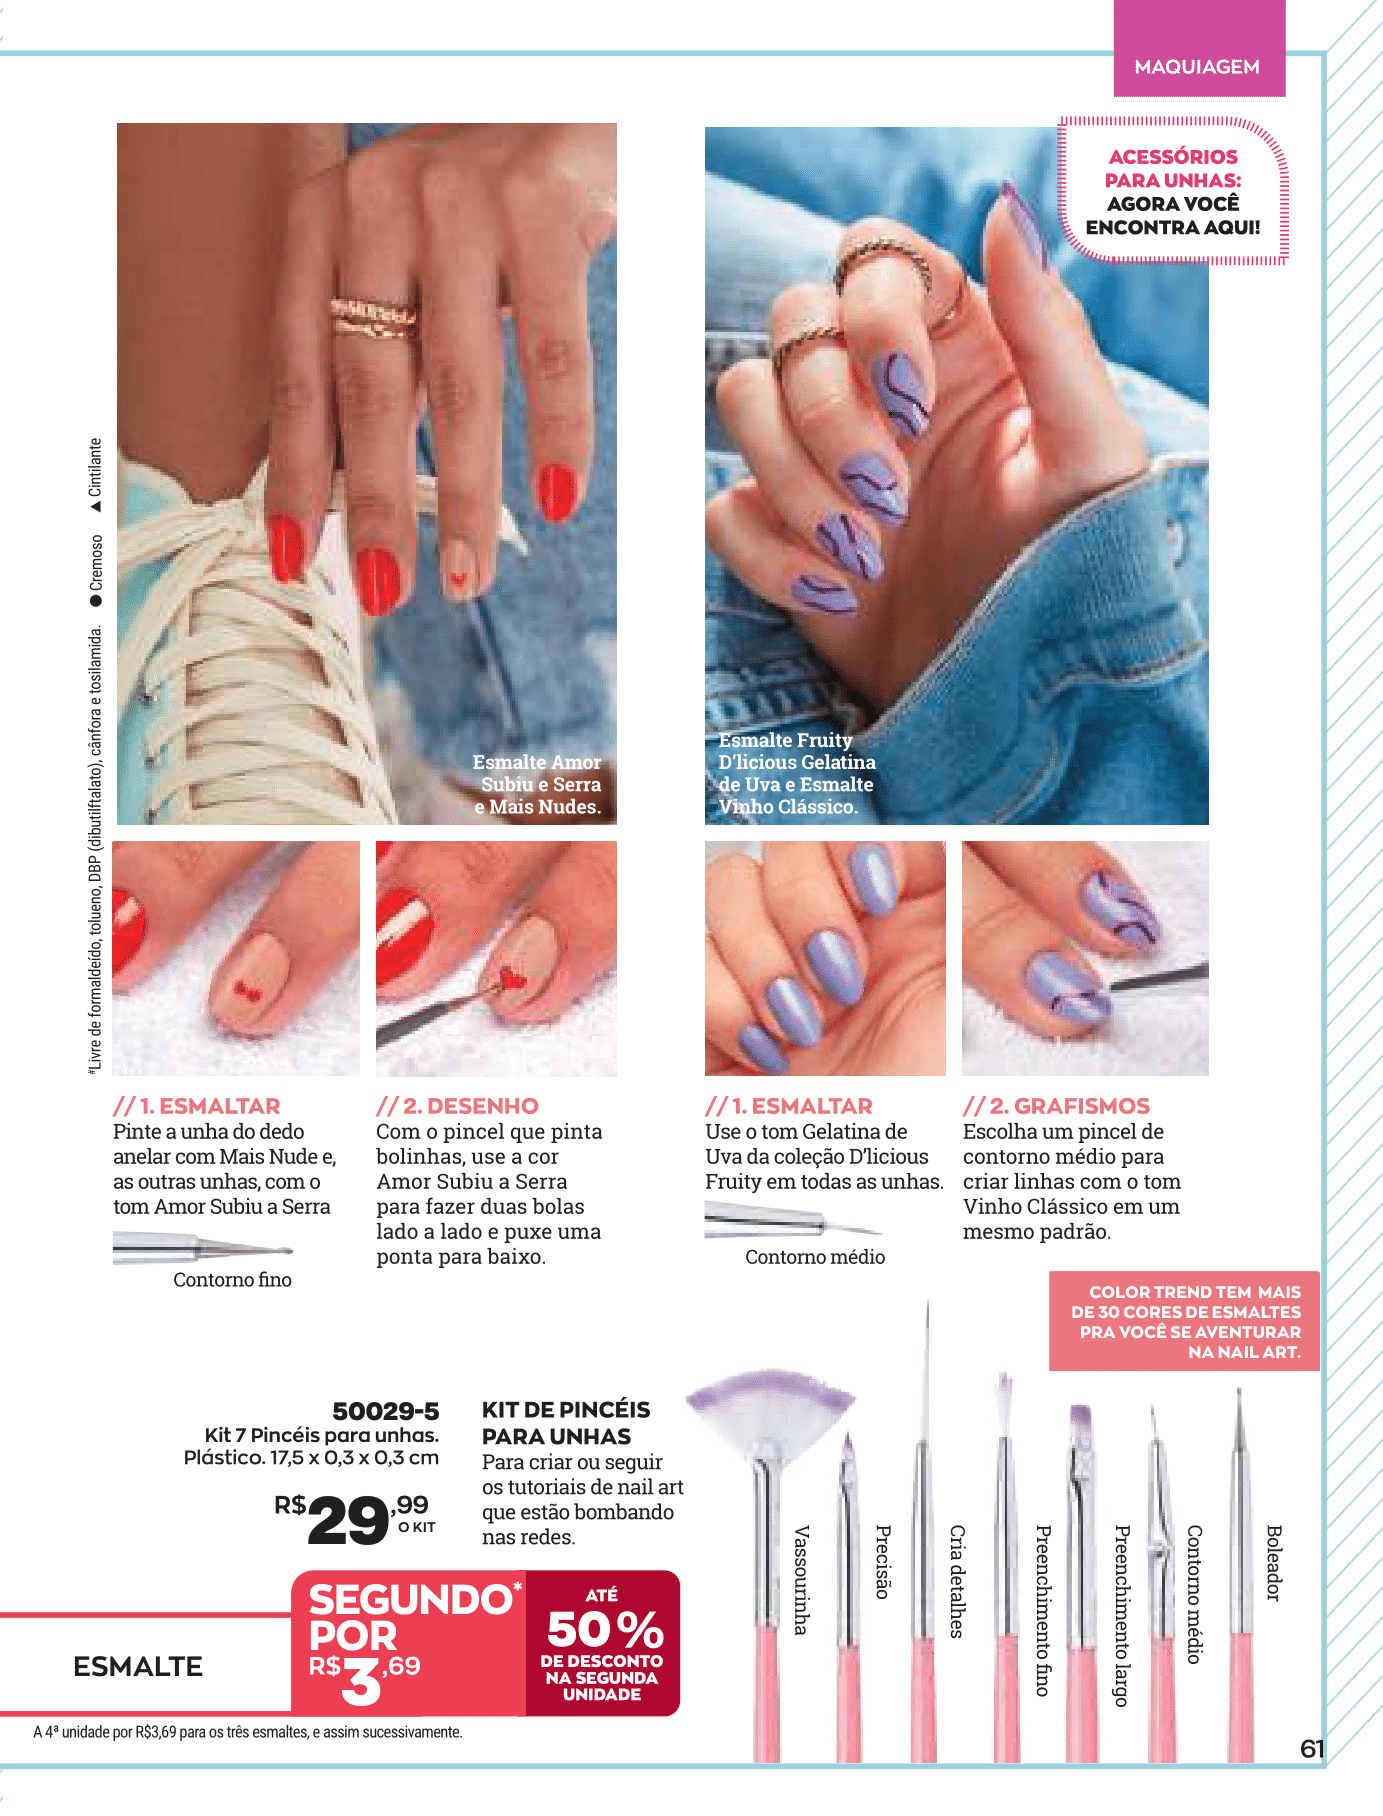 MAQUIAGEM
ACESSÓRIOS
PARA UNHAS:
AGORA VOCÊ
ENCONTRA AQUI!
#Livre de formaldeído, tolueno, DBP (dibutilftalato), cânfora e tosilamida. ● Cremoso ▲ Cintilante
Esmalte Amor
Subiu e Serra
e Mais Nudes.
Esmalte Fruity
D'licious Gelatina
de Uva e Esmalte
Vinho Clássico.
// 1. ESMALTAR
Pinte a unha do dedo
anelar com Mais Nude e,
as outras unhas, com o
tom Amor Subiu a Serra
Contorno fino
// 2. DESENHO
Com o pincel que pinta
bolinhas, use a cor
Amor Subiu a Serra
para fazer duas bolas
lado a lado e puxe uma
ponta para baixo.
// 1. ESMALTAR
Use o tom Gelatina de
Uva da coleção D'licious
Fruity em todas as unhas.
Contorno médio
// 2. GRAFISMOS
Escolha um pincel de
contorno médio para
criar linhas com o tom
Vinho Clássico em um
mesmo padrão.
COLOR TREND TEM MAIS
DE 30 CORES DE ESMALTES
PRA VOCÊ SE AVENTURAR
NA NAIL ART.
50029-5
Kit 7 Pincéis para unhas.
Plástico. 17,5 x 0,3 x 0,3 cm
R$29,99
O KIT
KIT DE PINCÉIS
PARA UNHAS
Para criar ou seguir
os tutoriais de nail art
que estão bombando
nas redes.
Vassourinha
Precisão
Cria detalhes
Preenchimento fino
Preenchimento largo
Contorno médio
Boleador
ESMALTE
SEGUNDO*
POR
R$3,69
ATÉ
50%
DE DESCONTO
NA SEGUNDA
UNIDADE
A 4ª unidade por R$3,69 para os três esmaltes, e assim sucessivamente.
61